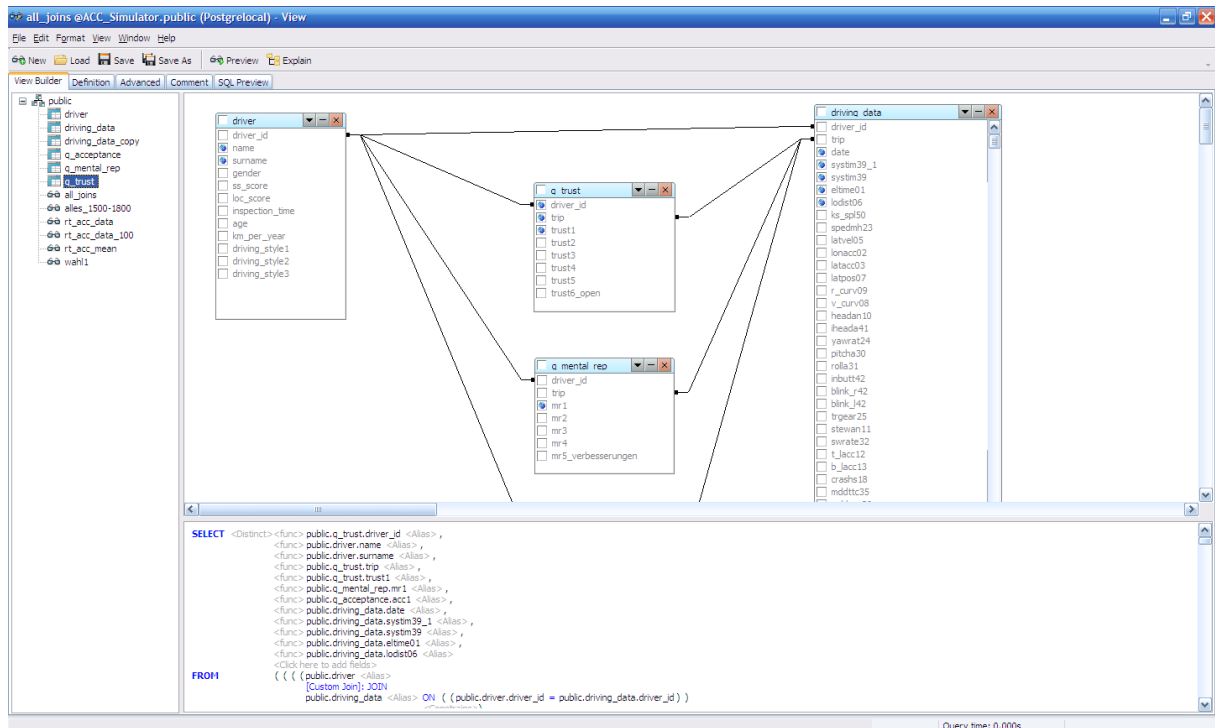 all_joins @ACC_Simulator.public (Postgrelocal) - View
File Edit Format View Window Help
New Load Save Save As Preview Explain
View Builder Definition Advanced Comment SQL Preview
public
driver
driving_data
driving_data_copy
q_acceptance
q_mental_rep
q_trust
all_joins
alles_1500-1800
rt_acc_data
rt_acc_data_100
rt_acc_mean
wahl1
driver
driver_id
name
surname
gender
ss_score
loc_score
inspection_time
age
km_per_year
driving_style1
driving_style2
driving_style3
q_trust
driver_id
trip
trust1
trust2
trust3
trust4
trust5
trust6_open
q_mental_rep
driver_id
trip
mr1
mr2
mr3
mr4
mr5_verbesserungen
driving_data
driver_id
trip
date
systim39_1
systim39
eltime01
lodist06
ks_spl50
spedmh23
latvel05
lonacc02
latacc03
latpos07
r_curv09
v_curv08
headan10
iheada41
yawrat24
pitcha30
rolla31
inbutt42
blink_r42
blink_l42
trgear25
stewan11
swrate32
t_lacc12
b_lacc13
crashs18
mddttc35
SELECT <Distinct> <func> public.q_trust.driver_id <Alias> ,
<func> public.driver.name <Alias> ,
<func> public.driver.surname <Alias> ,
<func> public.q_trust.trip <Alias> ,
<func> public.q_trust.trust1 <Alias> ,
<func> public.q_mental_rep.mr1 <Alias> ,
<func> public.q_acceptance.acc1 <Alias> ,
<func> public.driving_data.date <Alias> ,
<func> public.driving_data.systim39_1 <Alias> ,
<func> public.driving_data.systim39 <Alias> ,
<func> public.driving_data.eltime01 <Alias> ,
<func> public.driving_data.lodist06 <Alias>
<Click here to add fields>
FROM ( ( ( ( public.driver <Alias>
[Custom Join]: JOIN
public.driving_data <Alias> ON ( ( public.driver.driver_id = public.driving_data.driver_id ) )
Query time: 0.000s